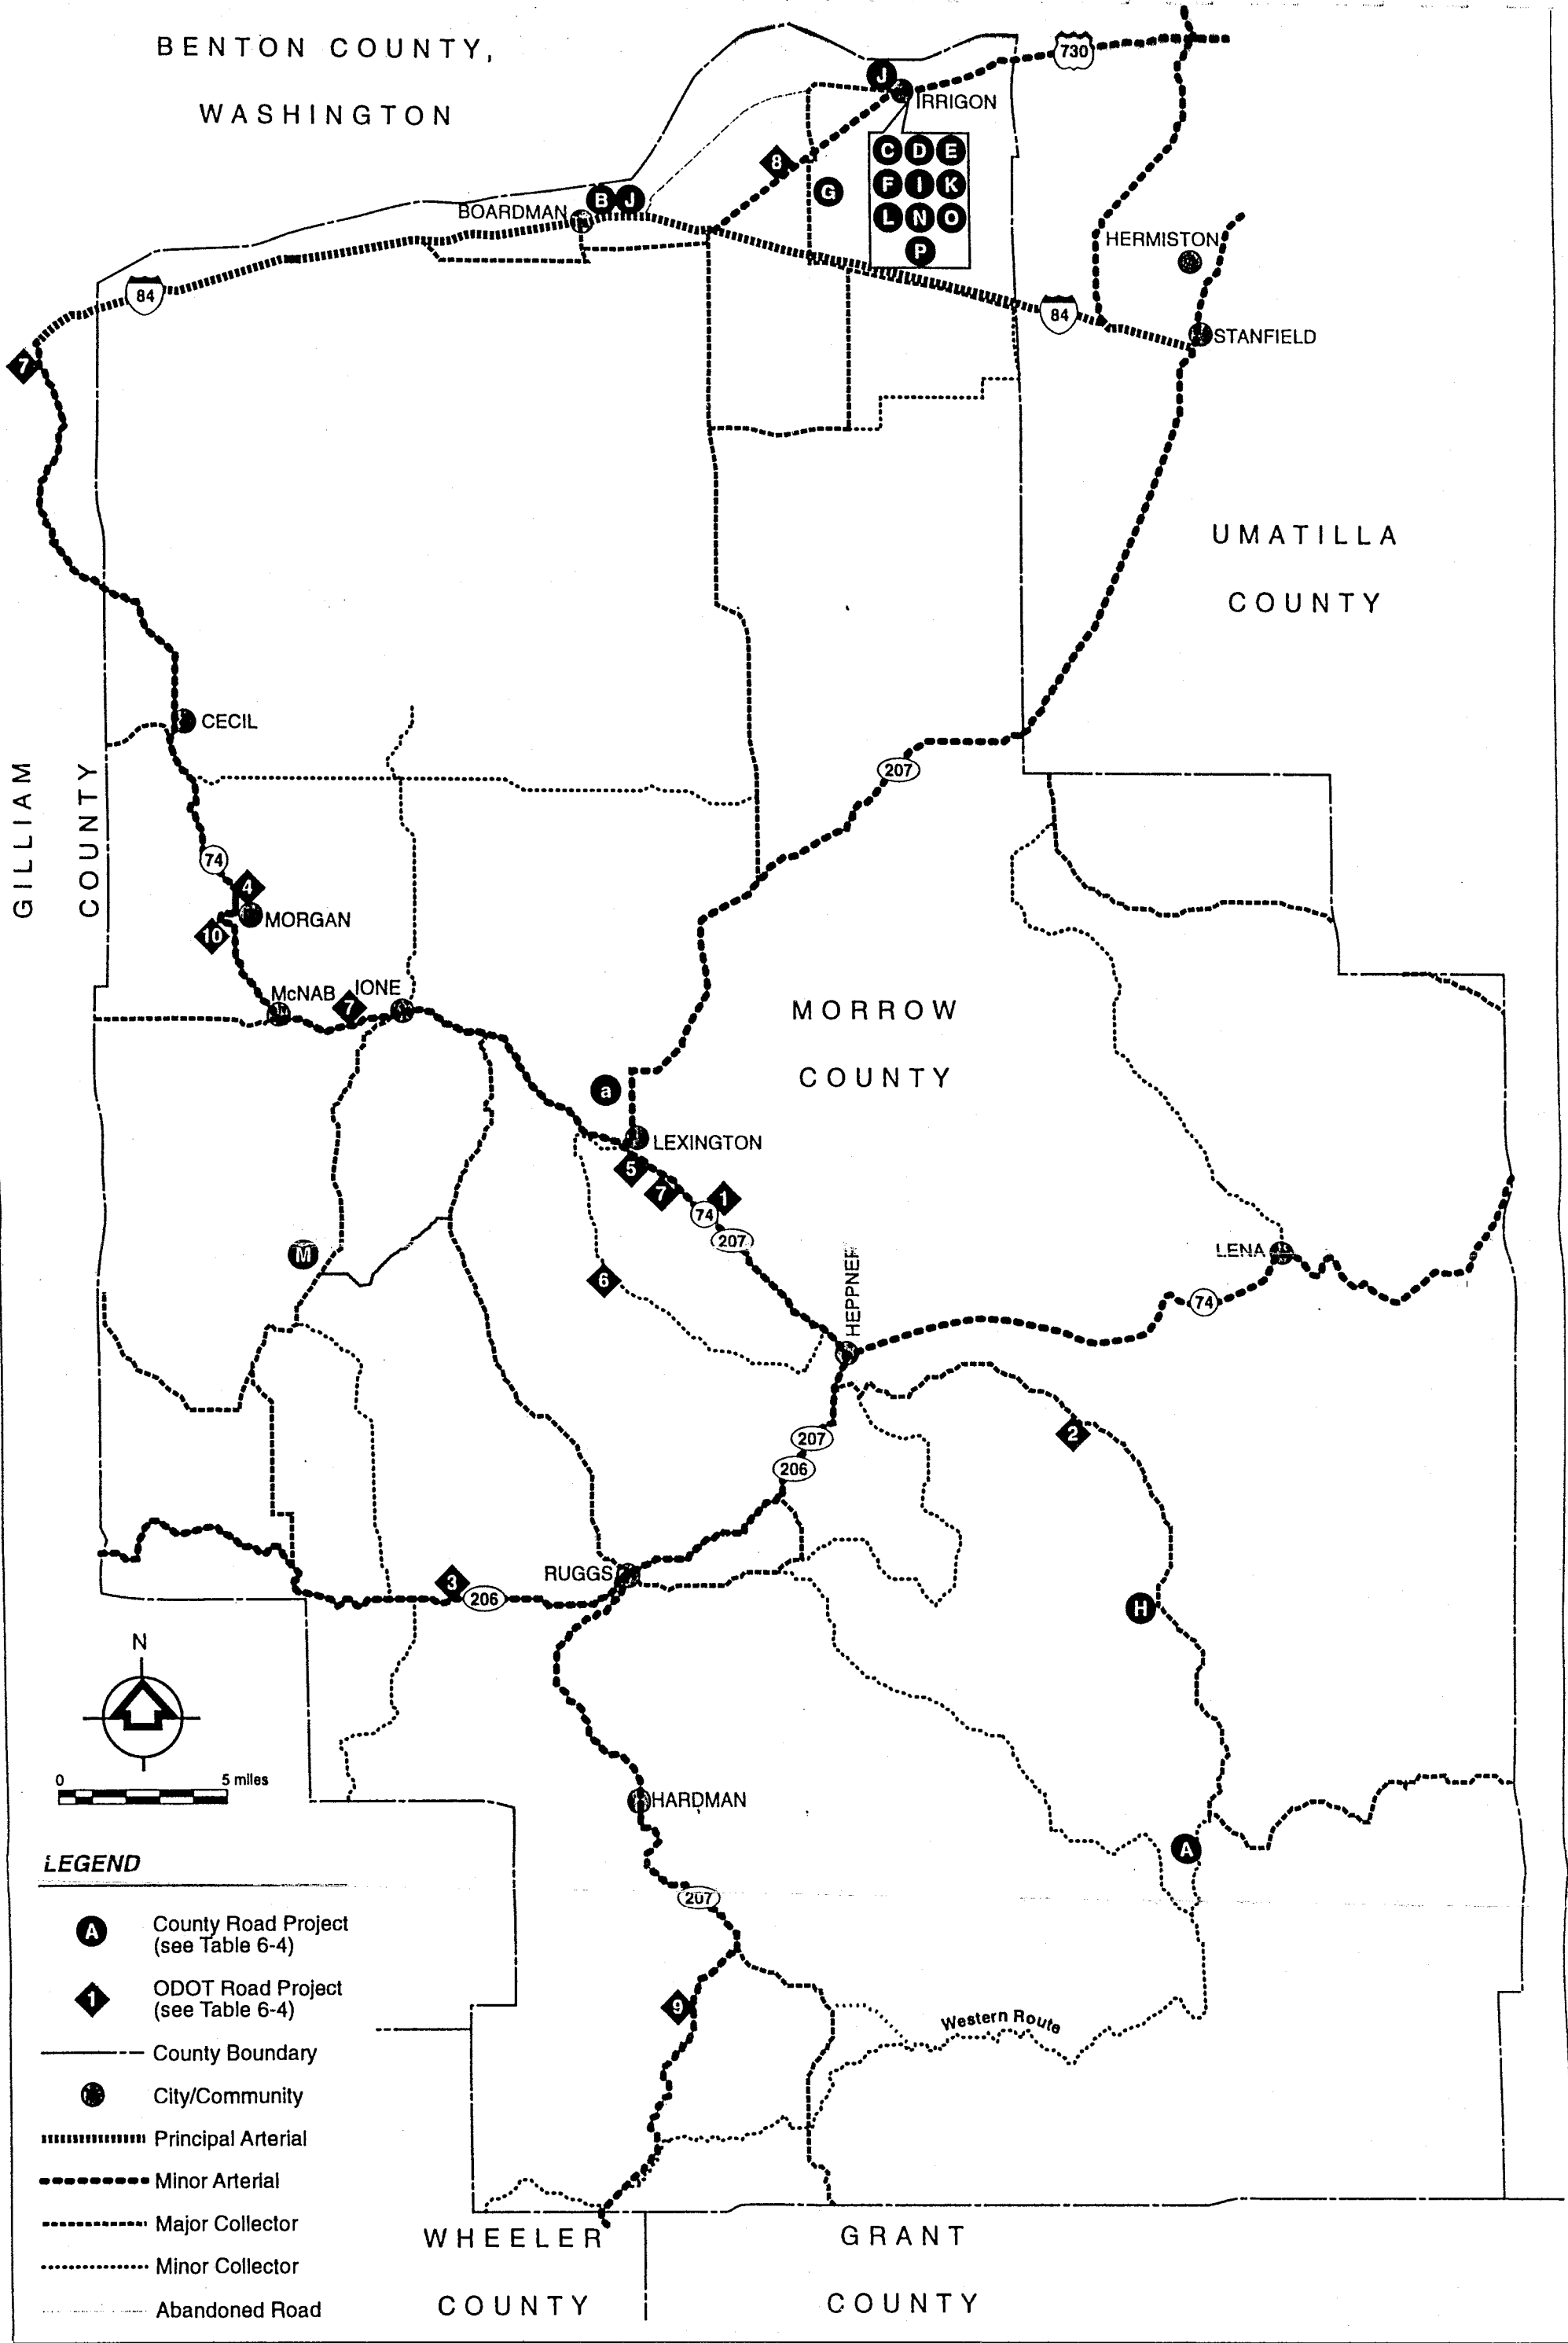 BENTON COUNTY,
WASHINGTON
730
J
IRRIGON
C D E
F I K
L N O
P
8
G
B J
BOARDMAN
HERMISTON
84
84
STANFIELD
7
UMATILLA
COUNTY
CECIL
207
GILLIAM
COUNTY
74
4
MORGAN
10
McNAB
7
IONE
MORROW
COUNTY
a
LEXINGTON
5
7
1
74
207
M
6
HEPPNER
LENA
74
2
207
206
RUGGS
3
206
H
N
0 5 miles
HARDMAN
A
207
9
Western Route
LEGEND
A County Road Project
(see Table 6-4)
1 ODOT Road Project
(see Table 6-4)
County Boundary
City/Community
Principal Arterial
Minor Arterial
Major Collector
Minor Collector
Abandoned Road
WHEELER
COUNTY
GRANT
COUNTY